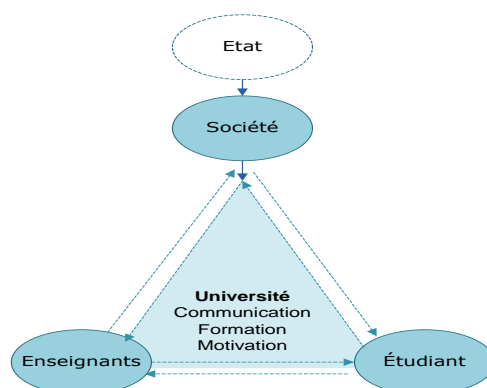 Etat
Société
Université
Communication
Formation
Motivation
Enseignants
Étudiant